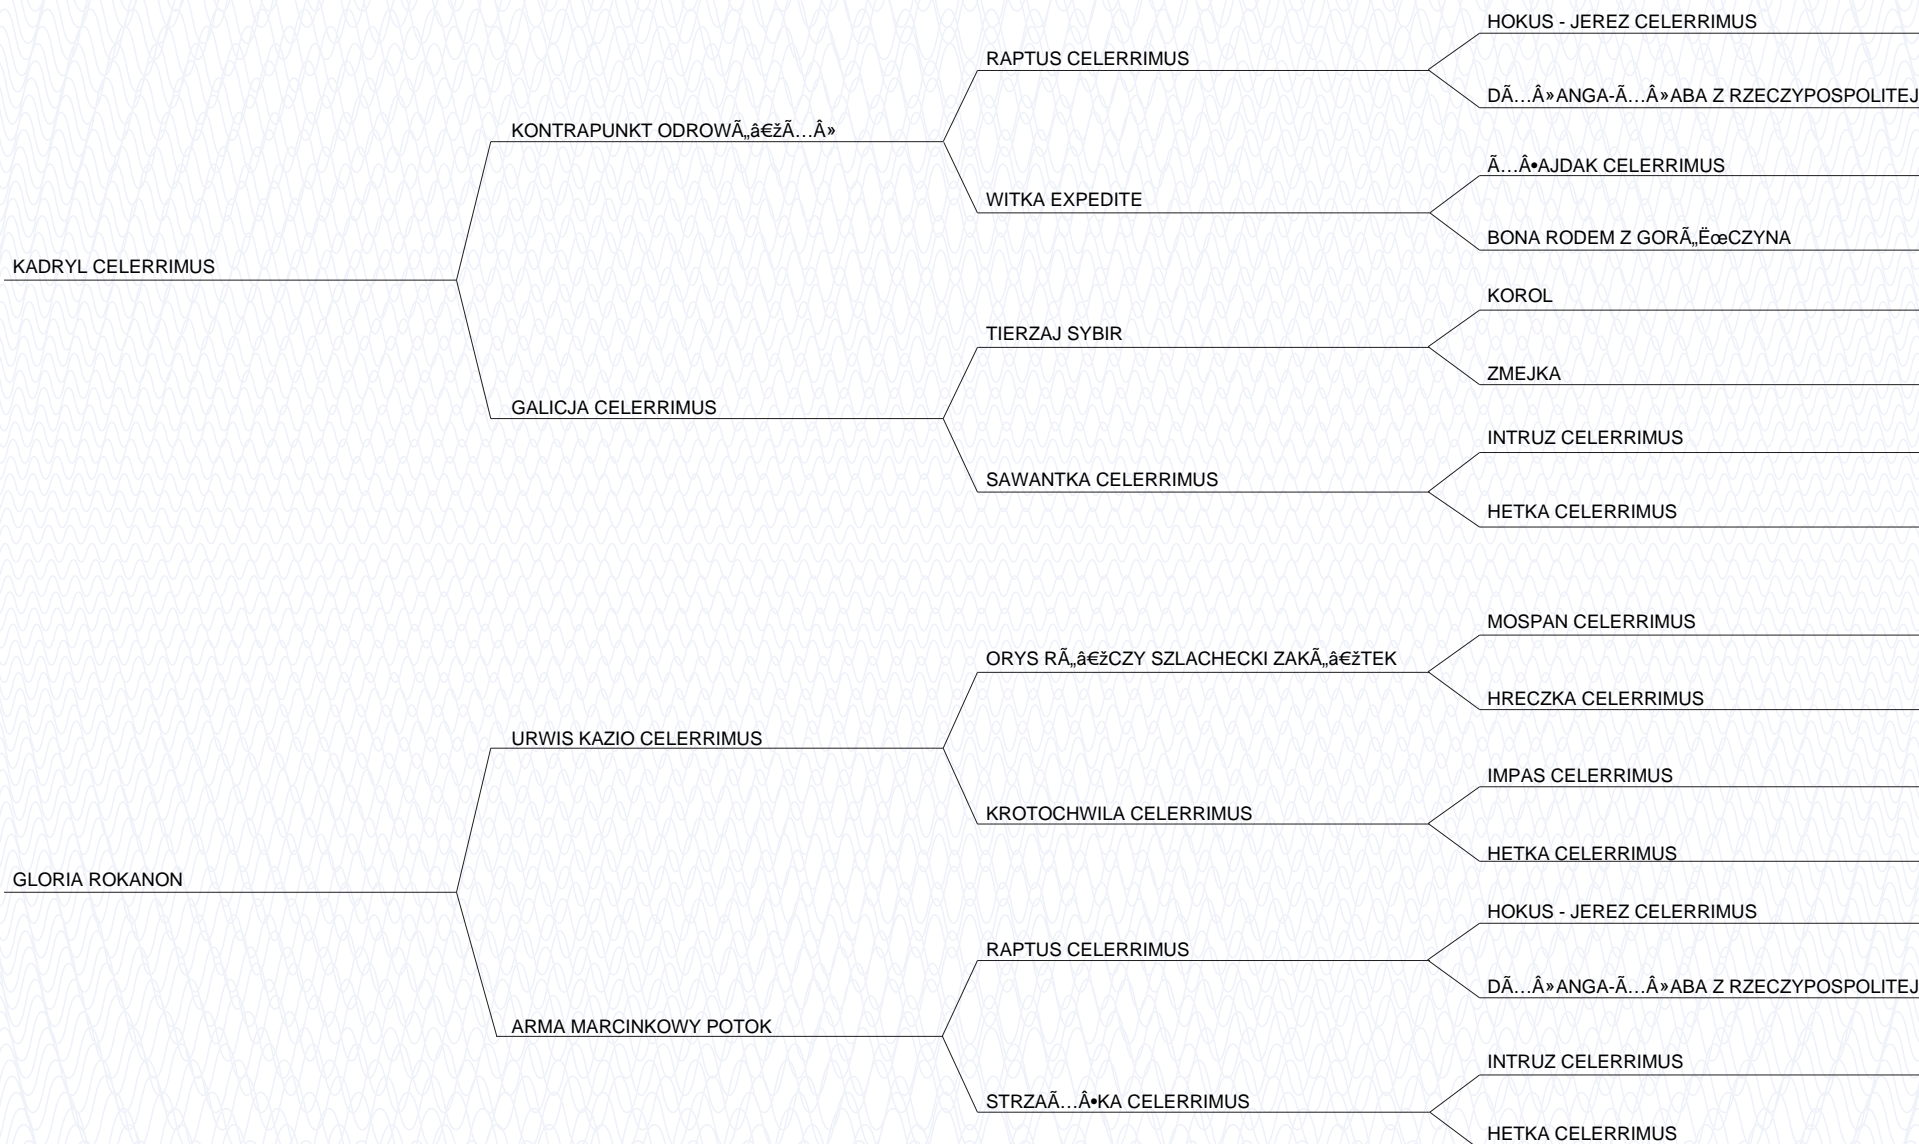 HOKUS - JEREZ CELERRIMUS
RAPTUS CELERRIMUS
DÃ…Â»ANGA-Ã…Â»ABA Z RZECZYPOSPOLITEJ
KONTRAPUNKT ODROWÃ„â€žÃ…Â»
Ã…Â•AJDAK CELERRIMUS
WITKA EXPEDITE
BONA RODEM Z GORÃ„ËœCZYNA
KADRYL CELERRIMUS
KOROL
TIERZAJ SYBIR
ZMEJKA
GALICJA CELERRIMUS
INTRUZ CELERRIMUS
SAWANTKA CELERRIMUS
HETKA CELERRIMUS
MOSPAN CELERRIMUS
ORYS RÃ„â€žCZY SZLACHECKI ZAKÃ„â€žTEK
HRECZKA CELERRIMUS
URWIS KAZIO CELERRIMUS
IMPAS CELERRIMUS
KROTOCHWILA CELERRIMUS
HETKA CELERRIMUS
GLORIA ROKANON
HOKUS - JEREZ CELERRIMUS
RAPTUS CELERRIMUS
DÃ…Â»ANGA-Ã…Â»ABA Z RZECZYPOSPOLITEJ
ARMA MARCINKOWY POTOK
INTRUZ CELERRIMUS
STRZAÃ…Â•KA CELERRIMUS
HETKA CELERRIMUS